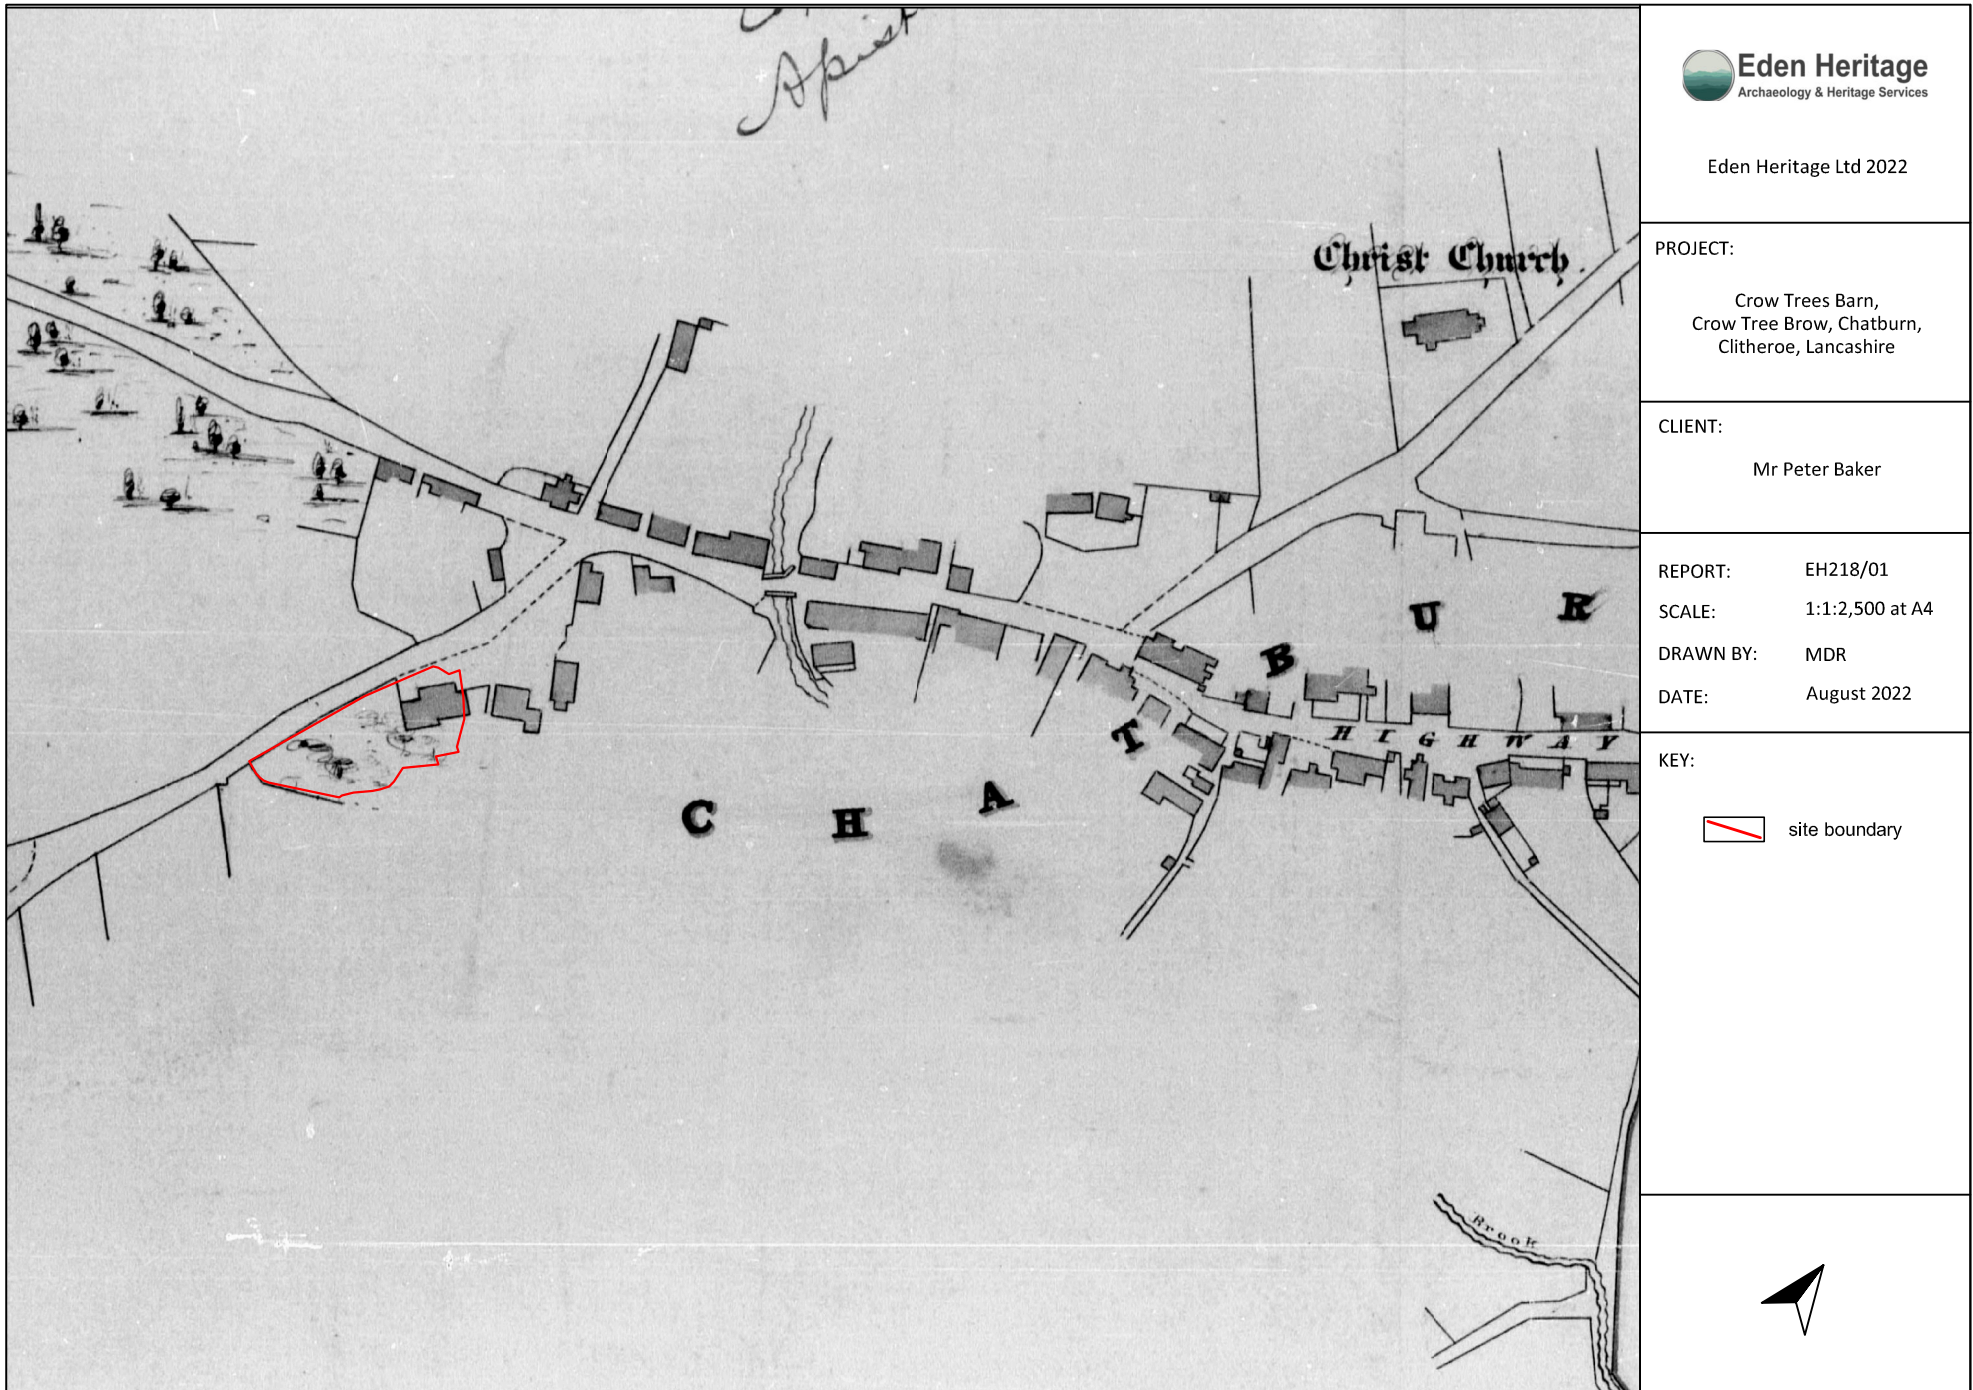 Christ Church.
CHATBUR
HIGHWAY
Brook
Eden Heritage
Archaeology & Heritage Services
Eden Heritage Ltd 2022
PROJECT:
Crow Trees Barn,
Crow Tree Brow, Chatburn,
Clitheroe, Lancashire
CLIENT:
Mr Peter Baker
REPORT: EH218/01
SCALE: 1:1:2,500 at A4
DRAWN BY: MDR
DATE: August 2022
KEY:
site boundary